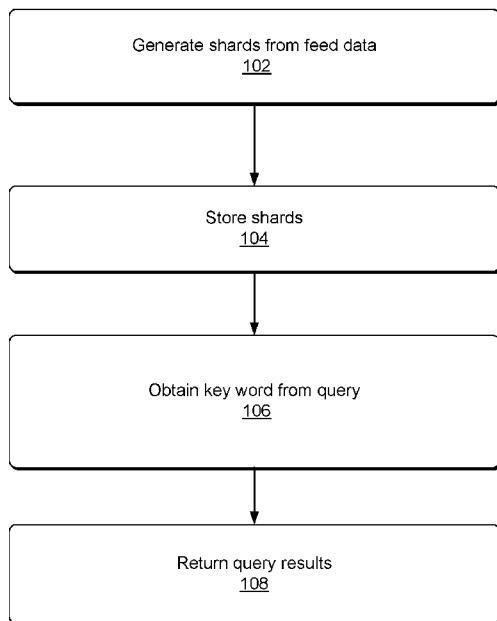 Generate shards from feed data
102
Store shards
104
Obtain key word from query
106
Return query results
108